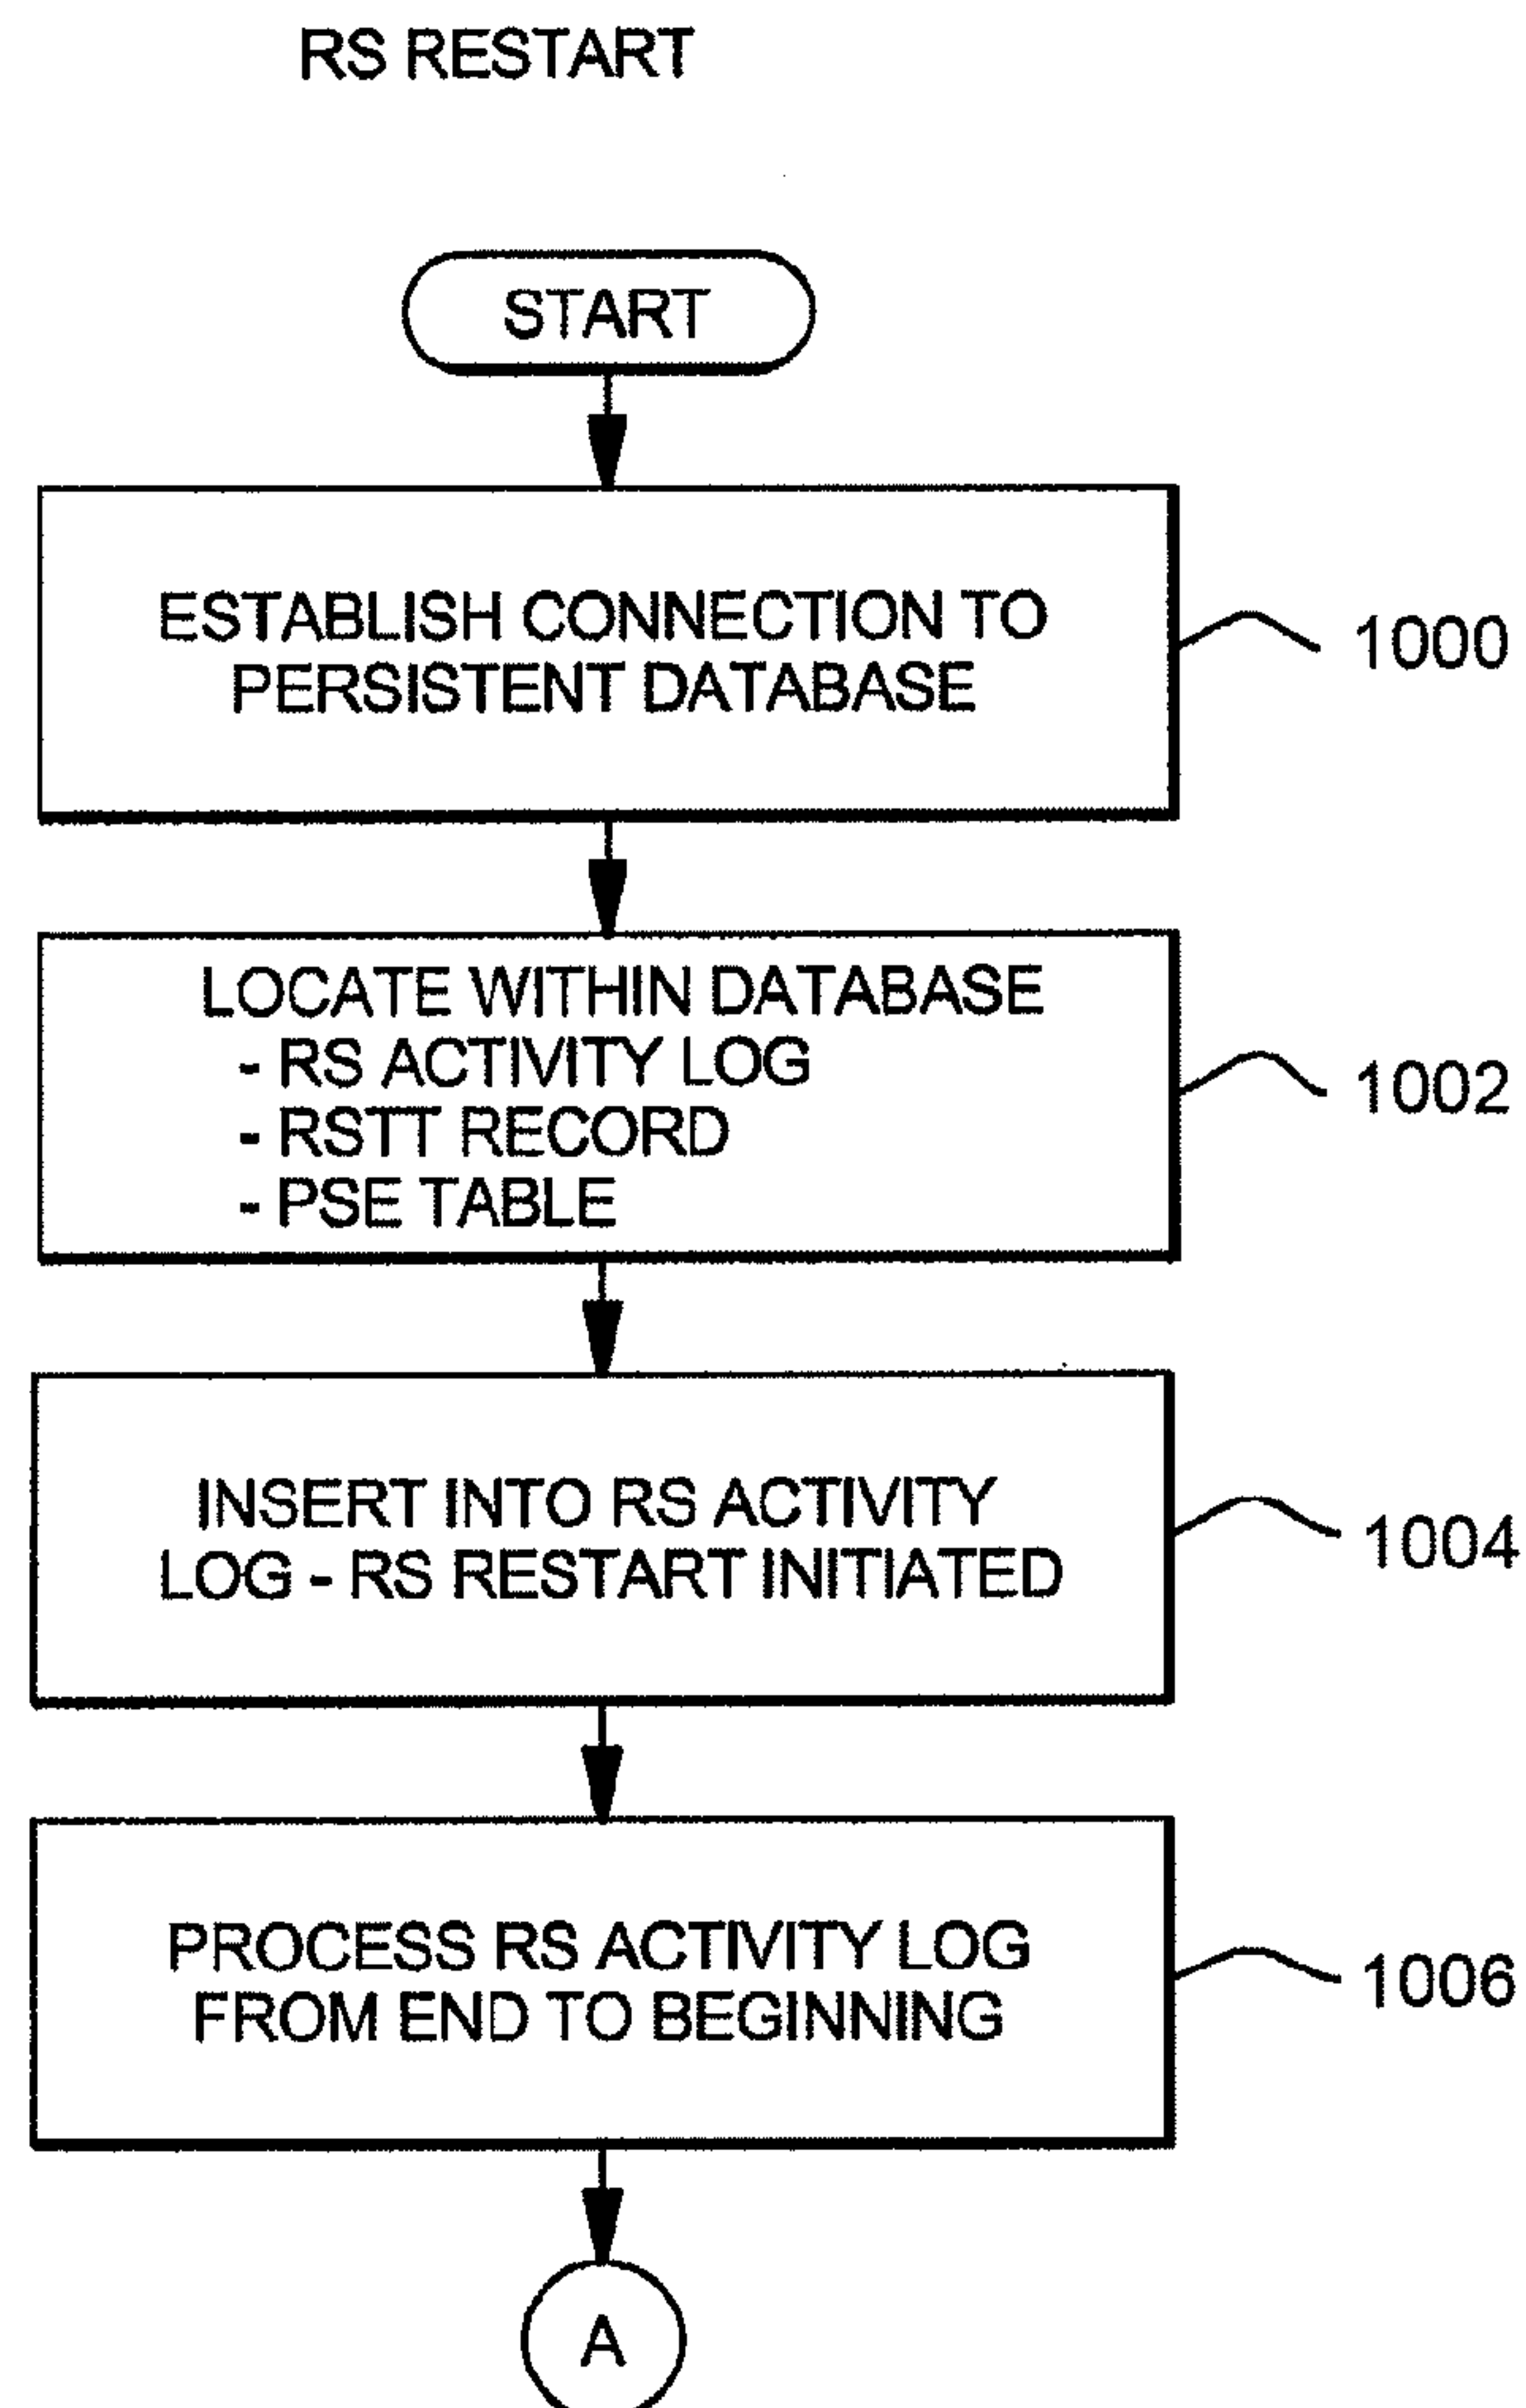 RS RESTART
START
ESTABLISH CONNECTION TO
PERSISTENT DATABASE
1000
LOCATE WITHIN DATABASE
- RS ACTIVITY LOG
- RSTT RECORD
- PSE TABLE
1002
INSERT INTO RS ACTIVITY
LOG - RS RESTART INITIATED
1004
PROCESS RS ACTIVITY LOG
FROM END TO BEGINNING
1006
A